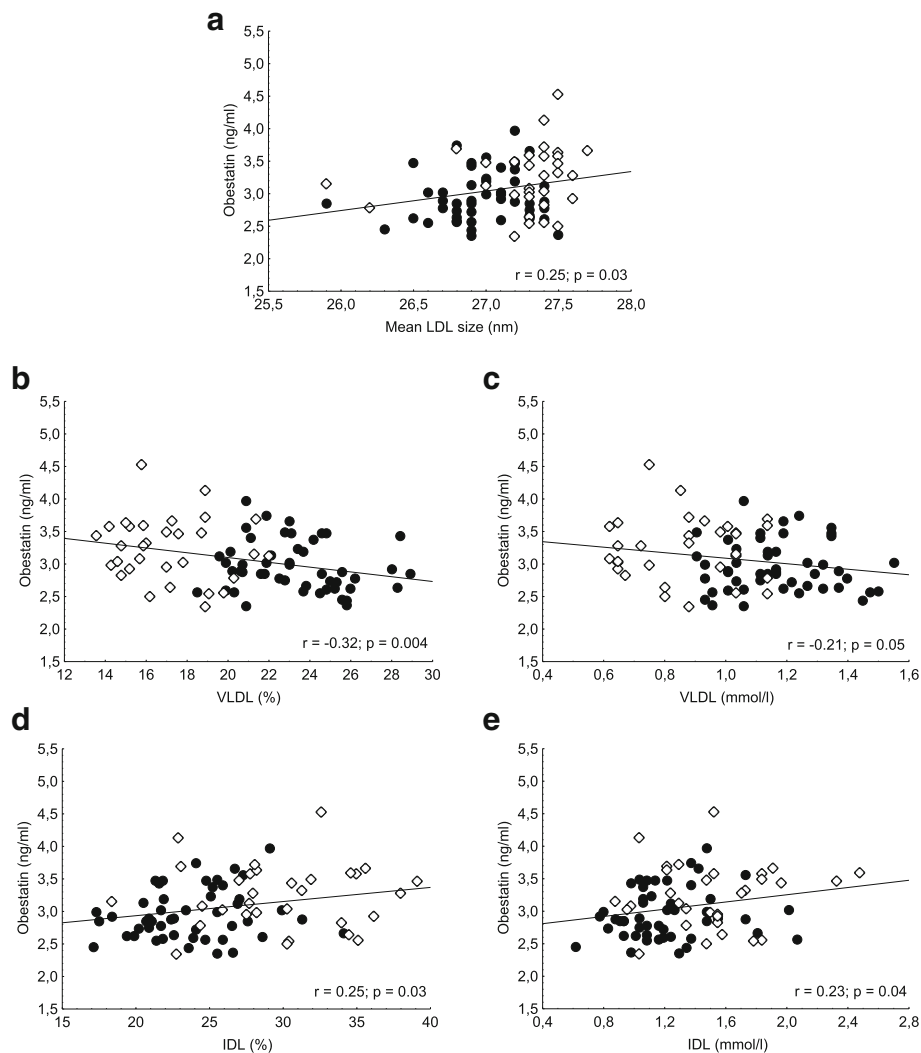 a
Obestatin (ng/ml)
5,5
5,0
4,5
4,0
3,5
3,0
2,5
2,0
1,5
r = 0.25; p = 0.03
25,5 26,0 26,5 27,0 27,5 28,0
Mean LDL size (nm)
b
Obestatin (ng/ml)
5,5
5,0
4,5
4,0
3,5
3,0
2,5
2,0
1,5
r = -0.32; p = 0.004
12 14 16 18 20 22 24 26 28 30
VLDL (%)
c
Obestatin (ng/ml)
5,5
5,0
4,5
4,0
3,5
3,0
2,5
2,0
1,5
r = -0.21; p = 0.05
0,4 0,6 0,8 1,0 1,2 1,4 1,6
VLDL (mmol/l)
d
Obestatin (ng/ml)
5,5
5,0
4,5
4,0
3,5
3,0
2,5
2,0
1,5
r = 0.25; p = 0.03
15 20 25 30 35 40
IDL (%)
e
Obestatin (ng/ml)
5,5
5,0
4,5
4,0
3,5
3,0
2,5
2,0
1,5
r = 0.23; p = 0.04
0,4 0,8 1,2 1,6 2,0 2,4 2,8
IDL (mmol/l)